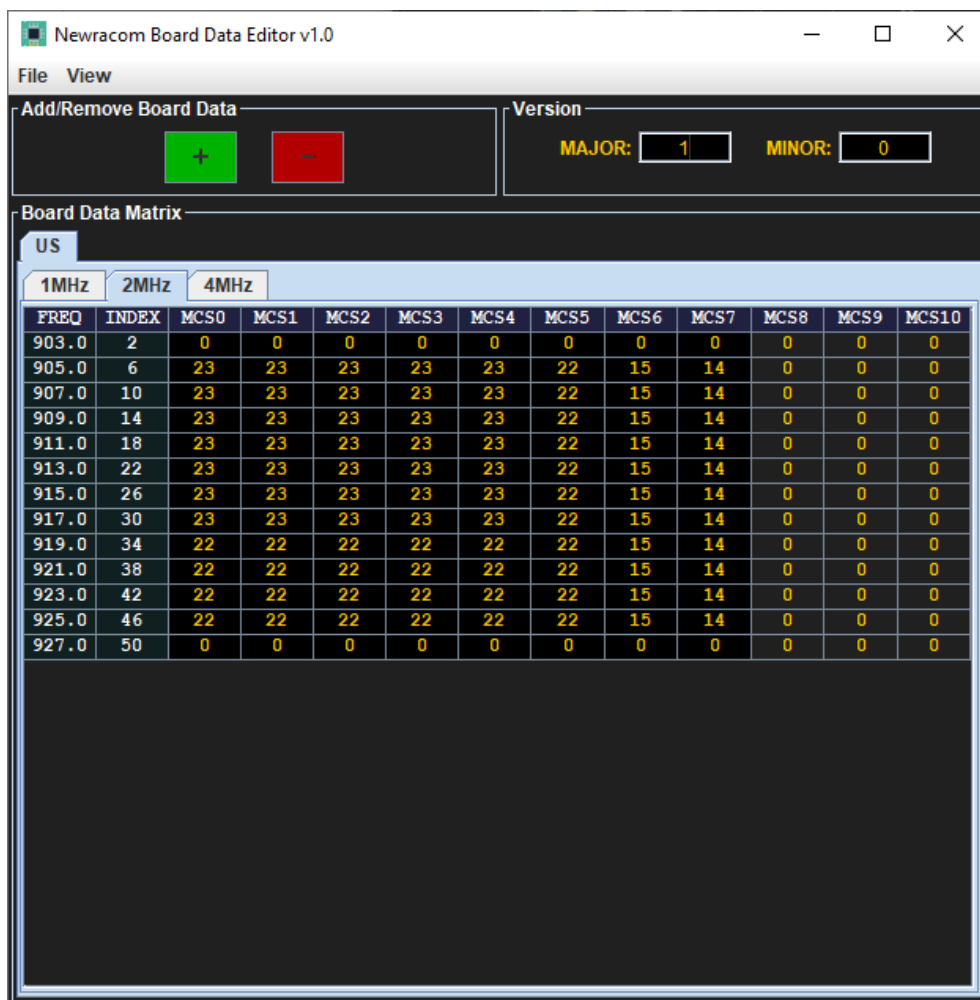 Newracom Board Data Editor v1.0
File View
Add/Remove Board Data
Version
+ -
MAJOR: 1 MINOR: 0
Board Data Matrix
US
1MHz 2MHz 4MHz
FREQ INDEX MCS0 MCS1 MCS2 MCS3 MCS4 MCS5 MCS6 MCS7 MCS8 MCS9 MCS10
903.0 2 0 0 0 0 0 0 0 0 0 0 0
905.0 6 23 23 23 23 23 22 15 14 0 0 0
907.0 10 23 23 23 23 23 22 15 14 0 0 0
909.0 14 23 23 23 23 23 22 15 14 0 0 0
911.0 18 23 23 23 23 23 22 15 14 0 0 0
913.0 22 23 23 23 23 23 22 15 14 0 0 0
915.0 26 23 23 23 23 23 22 15 14 0 0 0
917.0 30 23 23 23 23 23 22 15 14 0 0 0
919.0 34 22 22 22 22 22 22 15 14 0 0 0
921.0 38 22 22 22 22 22 22 15 14 0 0 0
923.0 42 22 22 22 22 22 22 15 14 0 0 0
925.0 46 22 22 22 22 22 22 15 14 0 0 0
927.0 50 0 0 0 0 0 0 0 0 0 0 0